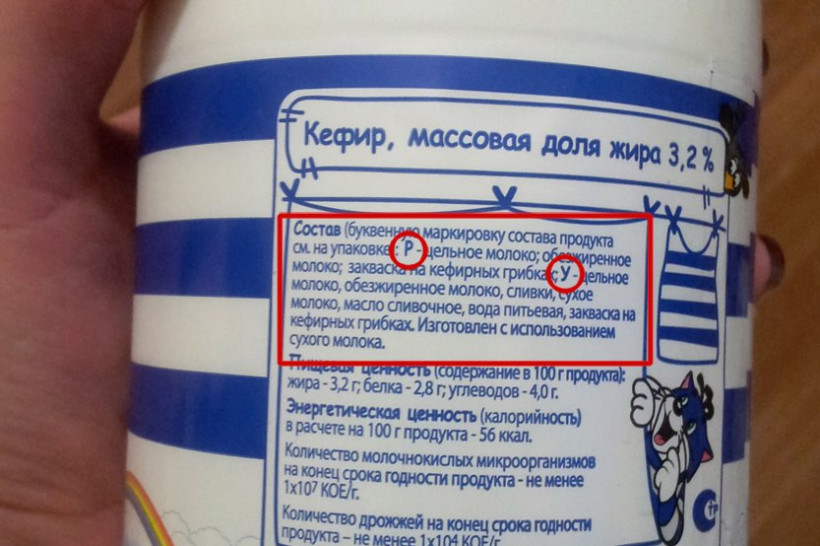 Кефир, массовая доля жира 3,2 %
Состав (буквенную маркировку состава продукта
см. на упаковке): Р - цельное молоко; обезжиренное
молоко; закваска на кефирных грибках; У - цельное
молоко, обезжиренное молоко, сливки, сухое
молоко, масло сливочное, вода питьевая, закваска на
кефирных грибках. Изготовлен с использованием
сухого молока.
Пищевая ценность (содержание в 100 г продукта):
жира - 3,2 г; белка - 2,8 г; углеводов - 4,0 г.
Энергетическая ценность (калорийность)
в расчете на 100 г продукта - 56 ккал.
Количество молочнокислых микроорганизмов
на конец срока годности продукта - не менее
1х10⁷ КОЕ/г.
Количество дрожжей на конец срока годности
продукта – не менее 1х104 КОЕ/г.